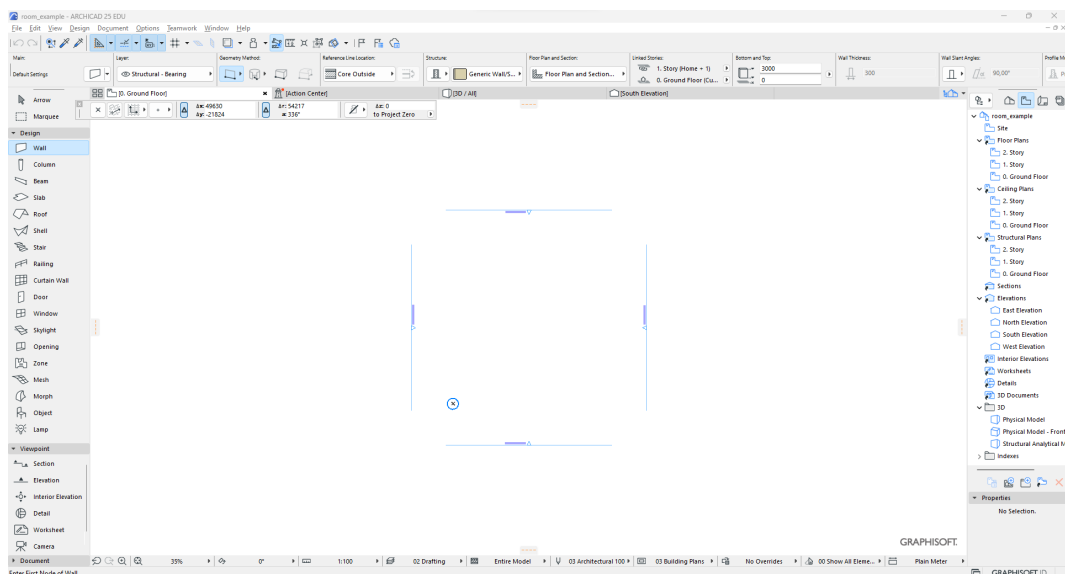 room_example - ARCHICAD 25 EDU
File Edit View Design Document Options Teamwork Window Help
Main:
Layer:
Geometry Method:
Reference Line Location:
Structure:
Floor Plan and Section:
Linked Stories:
Bottom and Top:
Wall Thickness:
Wall Slant Angles:
Default Settings
Structural - Bearing
Core Outside
Generic Wall/S...
Floor Plan and Section...
1. Story (Home + 1)
0. Ground Floor (Cu...
3000
0
300
90,00°
[0. Ground Floor]
[Action Center]
[3D / All]
[South Elevation]
Δx: 49630
Δy: -21824
Δr: 54217
∝: 336°
Δz: 0
to Project Zero
Arrow
Marquee
Design
Wall
Column
Beam
Slab
Roof
Shell
Stair
Railing
Curtain Wall
Door
Window
Skylight
Opening
Zone
Mesh
Morph
Object
Lamp
Viewpoint
Section
Elevation
Interior Elevation
Detail
Worksheet
Camera
Document
room_example
Site
Floor Plans
2. Story
1. Story
0. Ground Floor
Ceiling Plans
2. Story
1. Story
0. Ground Floor
Structural Plans
2. Story
1. Story
0. Ground Floor
Sections
Elevations
East Elevation
North Elevation
South Elevation
West Elevation
Interior Elevations
Worksheets
Details
3D Documents
3D
Physical Model
Physical Model - Front
Structural Analytical M
Indexes
Properties
No Selection.
GRAPHISOFT.
35%
0°
1:100
02 Drafting
Entire Model
03 Architectural 100
03 Building Plans
No Overrides
00 Show All Eleme...
Plain Meter
Enter First Node of Wall
GRAPHISOFT ID